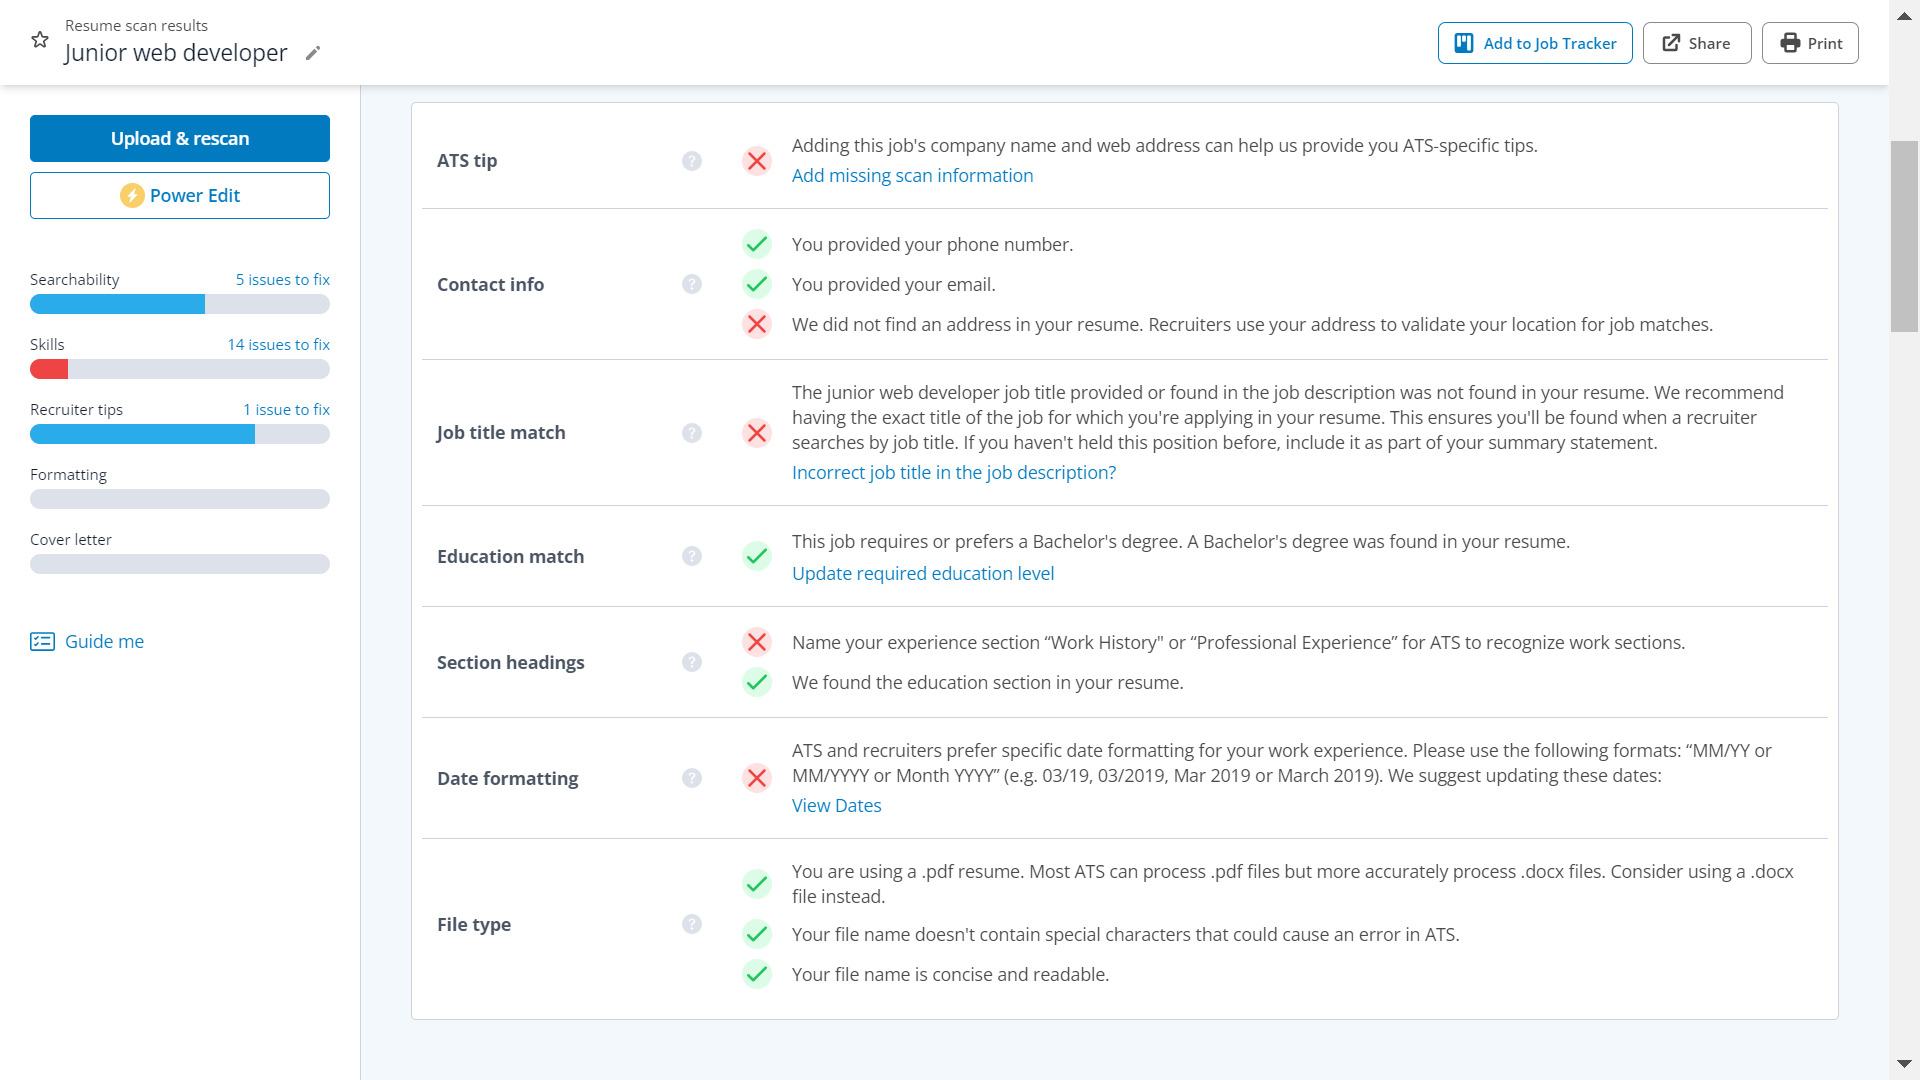 Resume scan results
Junior web developer
Add to Job Tracker
Share
Print
Upload & rescan
Power Edit
Searchability
5 issues to fix
Skills
14 issues to fix
Recruiter tips
1 issue to fix
Formatting
Cover letter
Guide me
ATS tip
?
Adding this job's company name and web address can help us provide you ATS-specific tips.
Add missing scan information
Contact info
?
You provided your phone number.
You provided your email.
We did not find an address in your resume. Recruiters use your address to validate your location for job matches.
Job title match
?
The junior web developer job title provided or found in the job description was not found in your resume. We recommend
having the exact title of the job for which you're applying in your resume. This ensures you'll be found when a recruiter
searches by job title. If you haven't held this position before, include it as part of your summary statement.
Incorrect job title in the job description?
Education match
?
This job requires or prefers a Bachelor's degree. A Bachelor's degree was found in your resume.
Update required education level
Section headings
?
Name your experience section “Work History" or “Professional Experience” for ATS to recognize work sections.
We found the education section in your resume.
Date formatting
?
ATS and recruiters prefer specific date formatting for your work experience. Please use the following formats: “MM/YY or
MM/YYYY or Month YYYY” (e.g. 03/19, 03/2019, Mar 2019 or March 2019). We suggest updating these dates:
View Dates
File type
?
You are using a .pdf resume. Most ATS can process .pdf files but more accurately process .docx files. Consider using a .docx
file instead.
Your file name doesn't contain special characters that could cause an error in ATS.
Your file name is concise and readable.